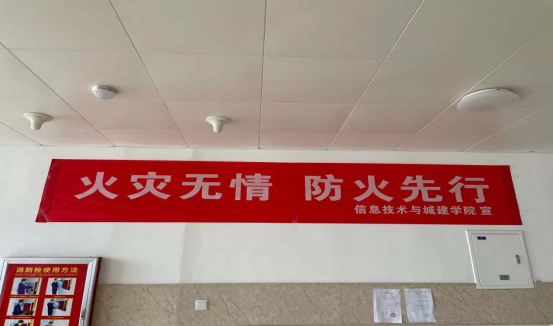 火灾无情 防火先行
信息技术与城建学院 宣
消防栓使用方法